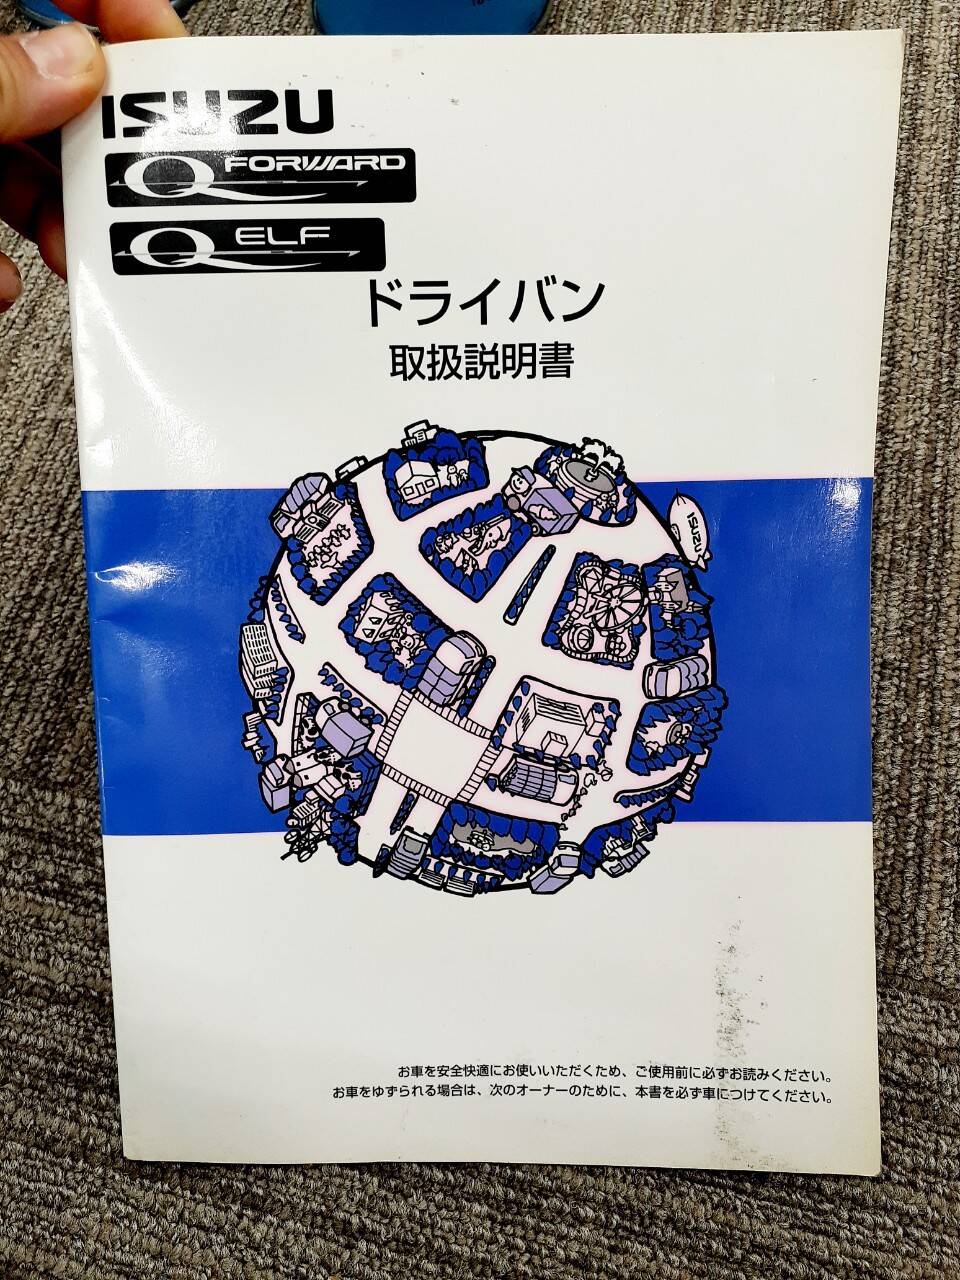 ISUZU
Q FORWARD
Q ELF
ドライバン
取扱説明書
ISUZU
お車を安全快適にお使いいただくため、ご使用前に必ずお読みください。
お車をゆずられる場合は、次のオーナーのために、本書を必ず車につけてください。